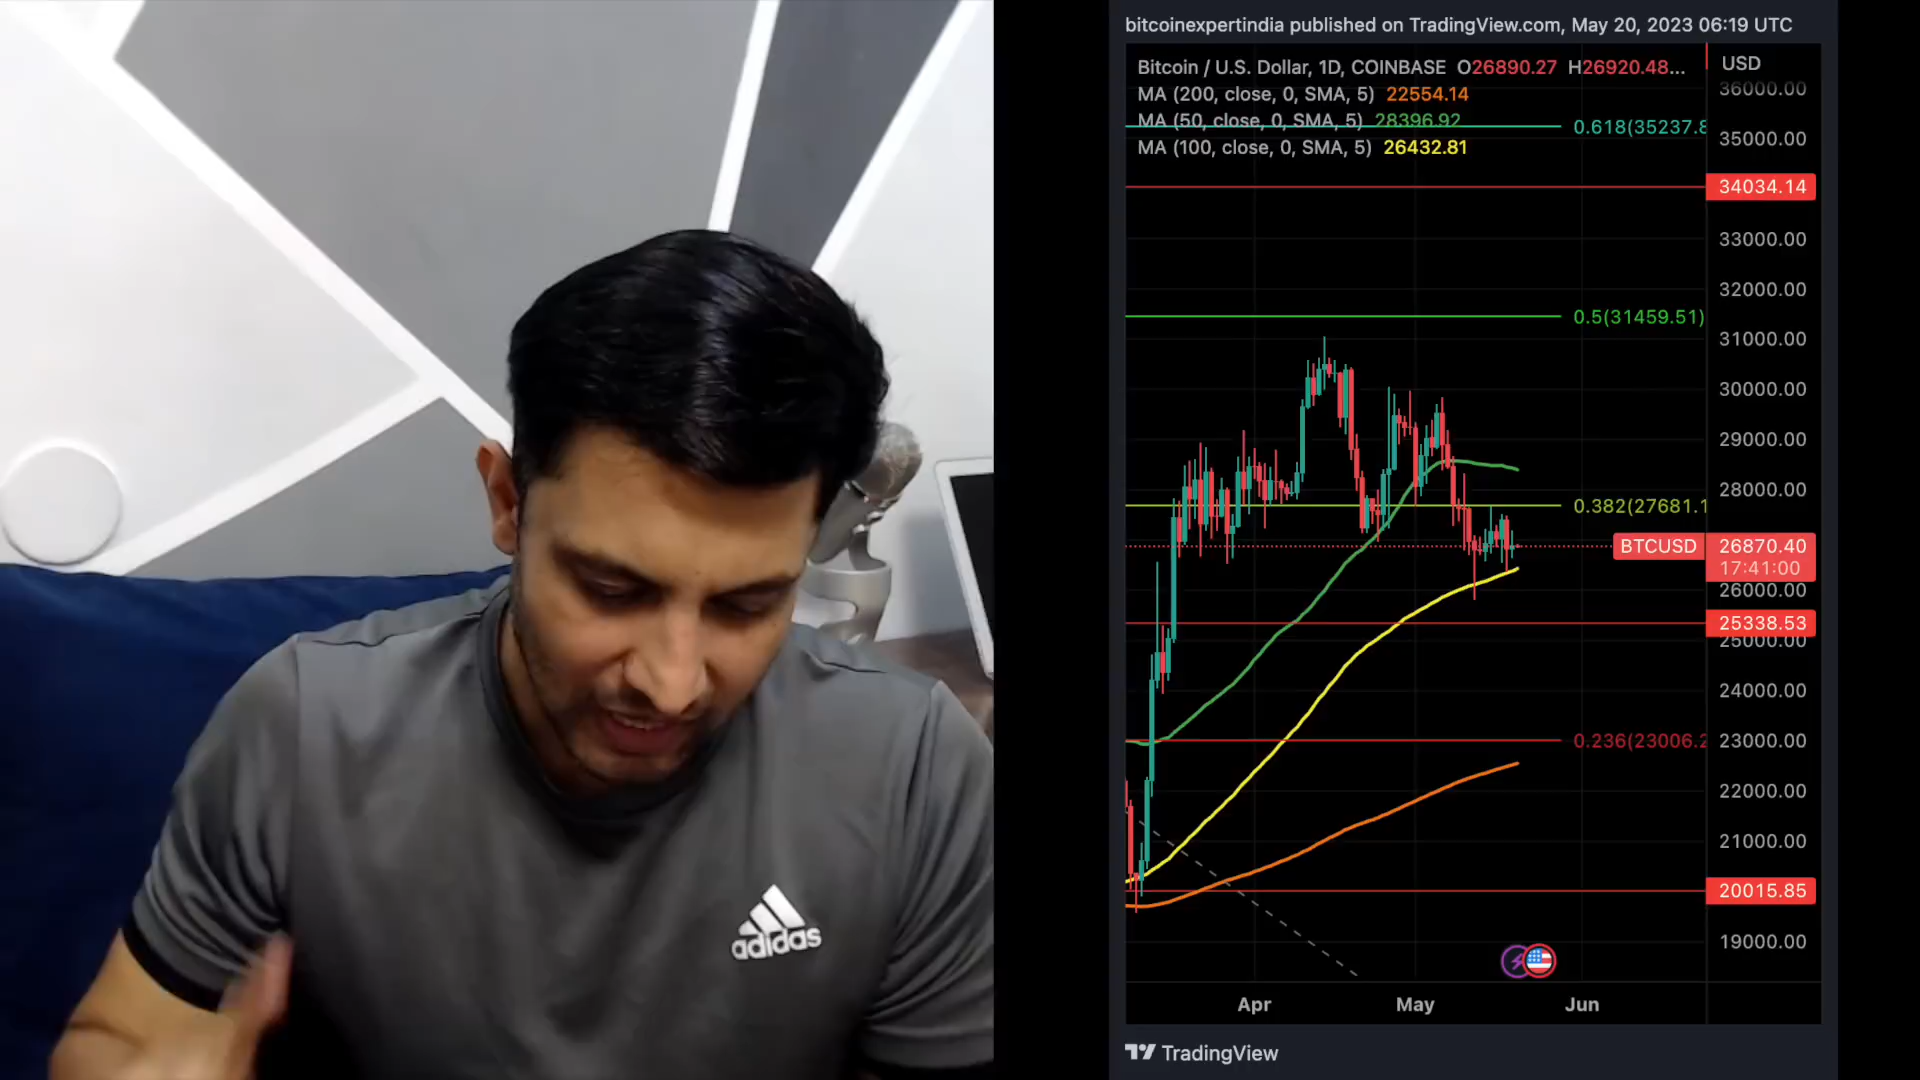 bitcoinexpertindia published on TradingView.com, May 20, 2023 06:19 UTC
Bitcoin / U.S. Dollar, 1D, COINBASE O26890.27 H26920.48...
USD
MA (200, close, 0, SMA, 5) 22554.14
MA (50, close, 0, SMA, 5) 28396.92
MA (100, close, 0, SMA, 5) 26432.81
36000.00
0.618(35237.8
35000.00
34034.14
33000.00
32000.00
0.5(31459.51)
31000.00
30000.00
29000.00
28000.00
0.382(27681.1
BTCUSD 26870.40
17:41:00
26000.00
25338.53
25000.00
24000.00
0.236(23006.2
23000.00
22000.00
21000.00
20015.85
19000.00
Apr May Jun
TradingView
adidas